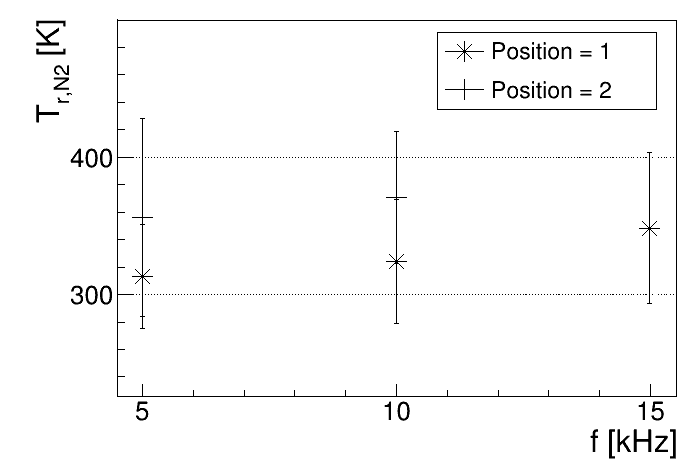 T_r,N2 [K]
Position = 1
Position = 2
400
300
5 10 15
f [kHz]